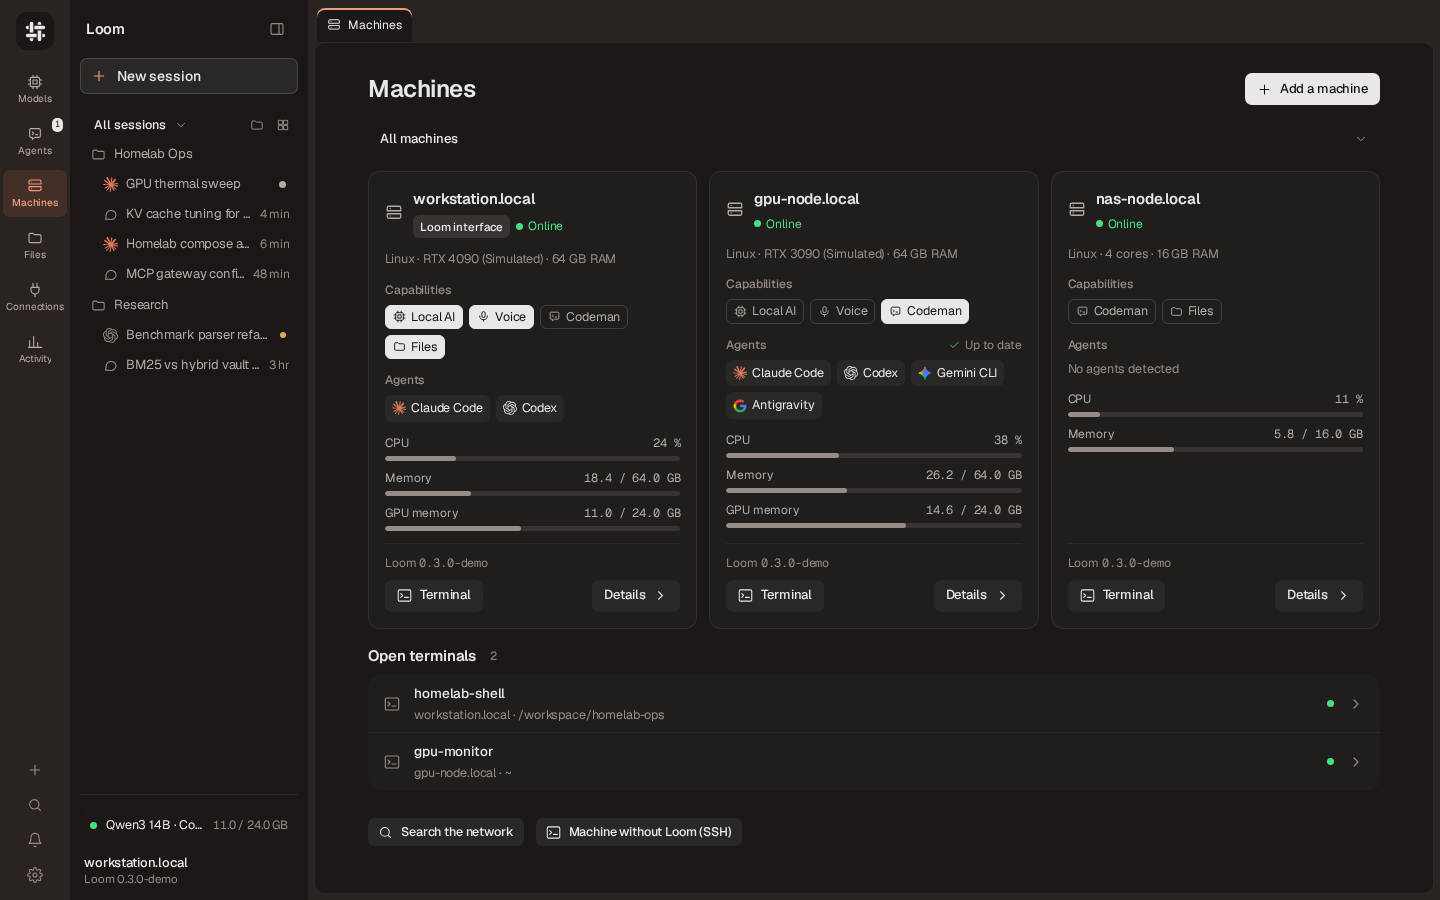 Loom
Machines
New session
Models
All sessions
1
Agents
Homelab Ops
GPU thermal sweep
Machines
KV cache tuning for ... 4 min
Homelab compose a... 6 min
Files
MCP gateway confi... 48 min
Connections
Research
Benchmark parser refa...
Activity
BM25 vs hybrid vault ... 3 hr
Qwen3 14B · Co... 11.0 / 24.0 GB
workstation.local
Loom 0.3.0-demo
Machines
Add a machine
All machines
workstation.local
Loom interface Online
Linux · RTX 4090 (Simulated) · 64 GB RAM
Capabilities
Local AI Voice Codeman
Files
Agents
Claude Code Codex
CPU 24 %
Memory 18.4 / 64.0 GB
GPU memory 11.0 / 24.0 GB
Loom 0.3.0-demo
Terminal Details
gpu-node.local
Online
Linux · RTX 3090 (Simulated) · 64 GB RAM
Capabilities
Local AI Voice Codeman
Agents Up to date
Claude Code Codex Gemini CLI
Antigravity
CPU 38 %
Memory 26.2 / 64.0 GB
GPU memory 14.6 / 24.0 GB
Loom 0.3.0-demo
Terminal Details
nas-node.local
Online
Linux · 4 cores · 16 GB RAM
Capabilities
Codeman Files
Agents
No agents detected
CPU 11 %
Memory 5.8 / 16.0 GB
Loom 0.3.0-demo
Terminal Details
Open terminals 2
homelab-shell
workstation.local · /workspace/homelab-ops
gpu-monitor
gpu-node.local · ~
Search the network Machine without Loom (SSH)